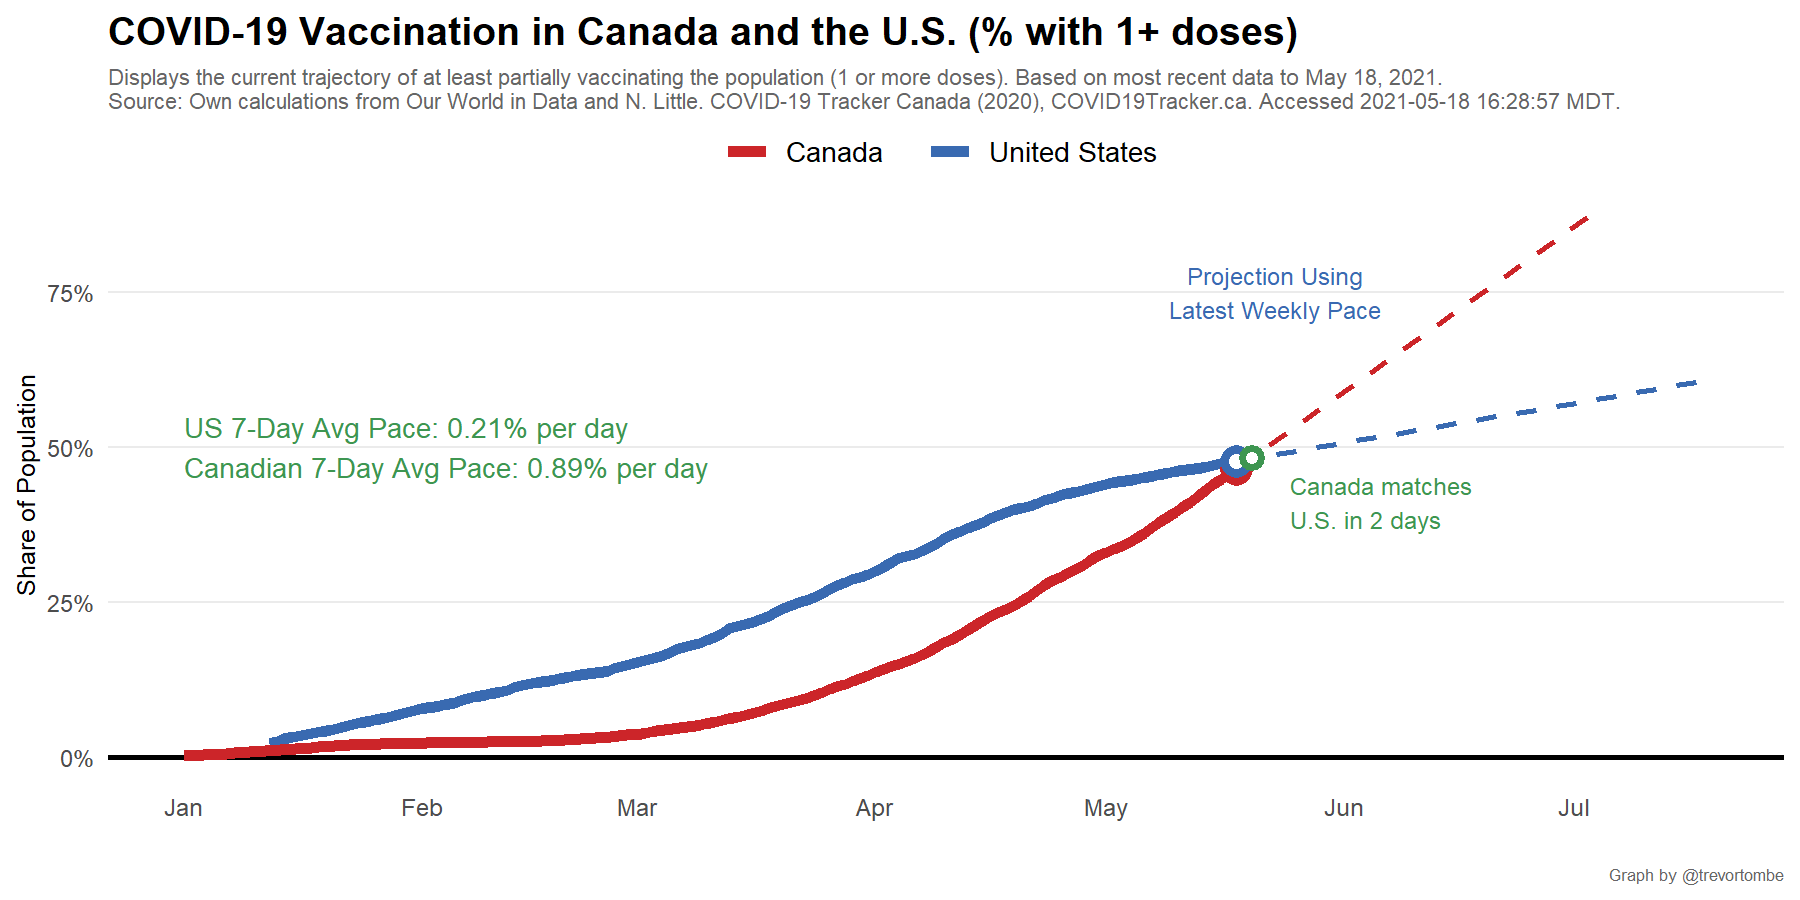 COVID-19 Vaccination in Canada and the U.S. (% with 1+ doses)
Displays the current trajectory of at least partially vaccinating the population (1 or more doses). Based on most recent data to May 18, 2021.
Source: Own calculations from Our World in Data and N. Little. COVID-19 Tracker Canada (2020), COVID19Tracker.ca. Accessed 2021-05-18 16:28:57 MDT.
Canada United States
Projection Using
Latest Weekly Pace
75%
US 7-Day Avg Pace: 0.21% per day
Canadian 7-Day Avg Pace: 0.89% per day
50%
Canada matches
U.S. in 2 days
Share of Population
25%
0%
Jan Feb Mar Apr May Jun Jul
Graph by @trevortombe